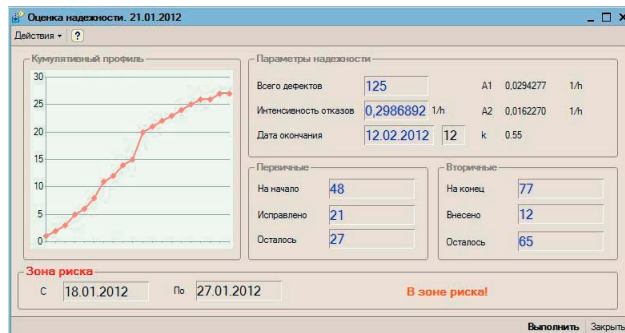 Оценка надежности. 21.01.2012
Действия ?
Кумулятивный профиль
30
25
20
15
10
5
0
Параметры надежности
Всего дефектов 125 A1 0,0294277 1/h
Интенсивность отказов 0,2986892 1/h A2 0,0162270 1/h
Дата окончания 12.02.2012 12 k 0.55
Первичные
На начало 48
Исправлено 21
Осталось 27
Вторичные
На конец 77
Внесено 12
Осталось 65
Зона риска
С 18.01.2012 По 27.01.2012 В зоне риска!
Выполнить Закрыть